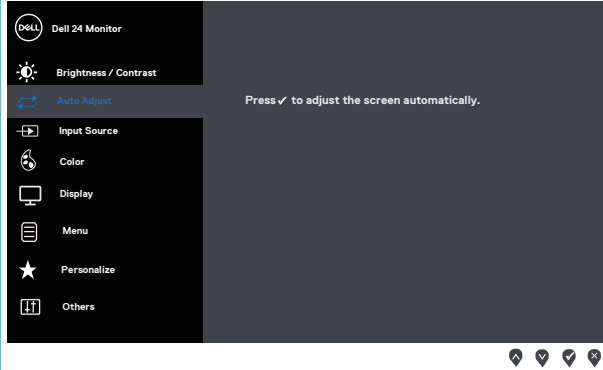 DELL Dell 24 Monitor
Brightness / Contrast
Auto Adjust
Press ✓ to adjust the screen automatically.
Input Source
Color
Display
Menu
Personalize
Others